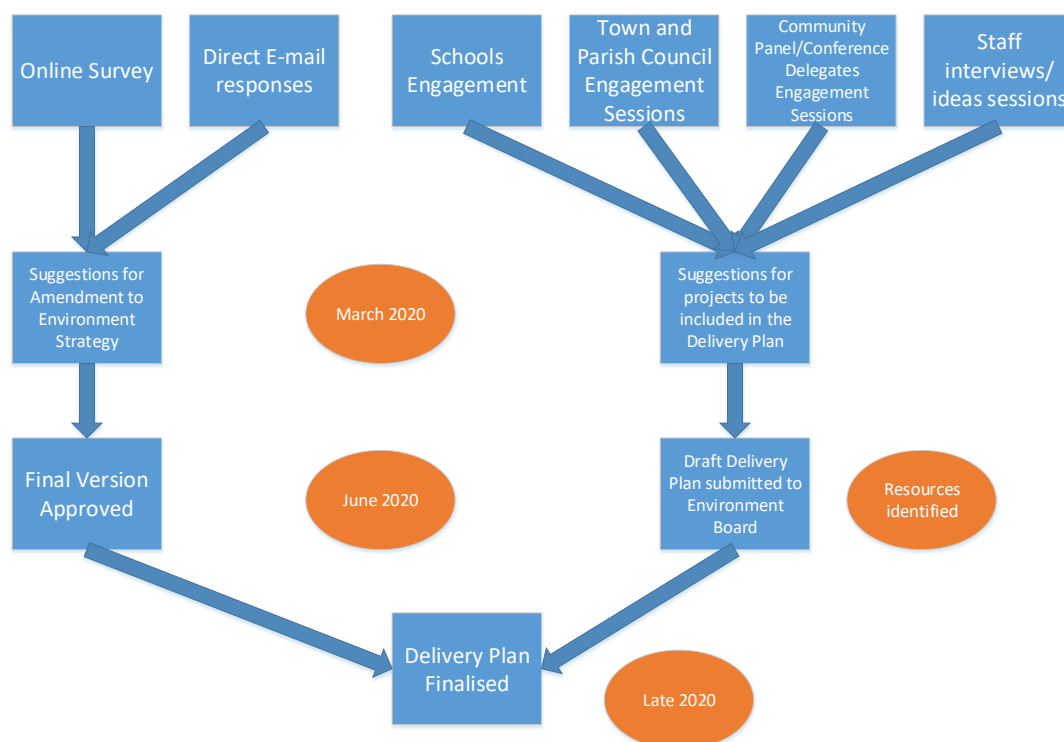 Online Survey
Direct E-mail
responses
Schools
Engagement
Town and
Parish Council
Engagement
Sessions
Community
Panel/Conference
Delegates
Engagement
Sessions
Staff
interviews/
ideas sessions
Suggestions for
Amendment to
Environment
Strategy
March 2020
Suggestions for
projects to be
included in the
Delivery Plan
Final Version
Approved
June 2020
Draft Delivery
Plan submitted to
Environment
Board
Resources
identified
Delivery Plan
Finalised
Late 2020